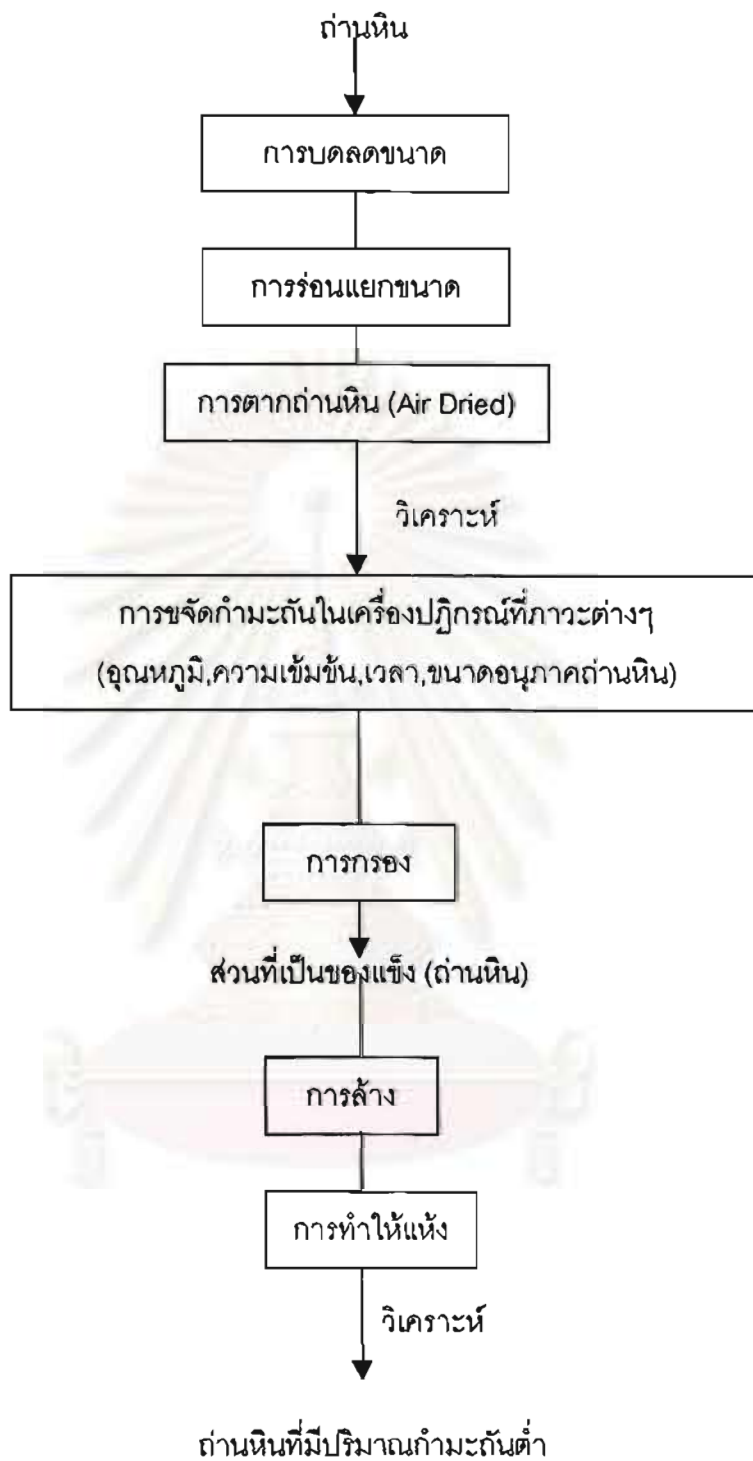 ถ่านหิน
การบดลดขนาด
การร่อนแยกขนาด
การตากถ่านหิน (Air Dried)
วิเคราะห์
การขจัดกำมะถันในเครื่องปฏิกรณ์ที่ภาวะต่างๆ
(อุณหภูมิ,ความเข้มข้น,เวลา,ขนาดอนุภาคถ่านหิน)
การกรอง
ส่วนที่เป็นของแข็ง (ถ่านหิน)
การล้าง
การทำให้แห้ง
วิเคราะห์
ถ่านหินที่มีปริมาณกำมะถันต่ำ